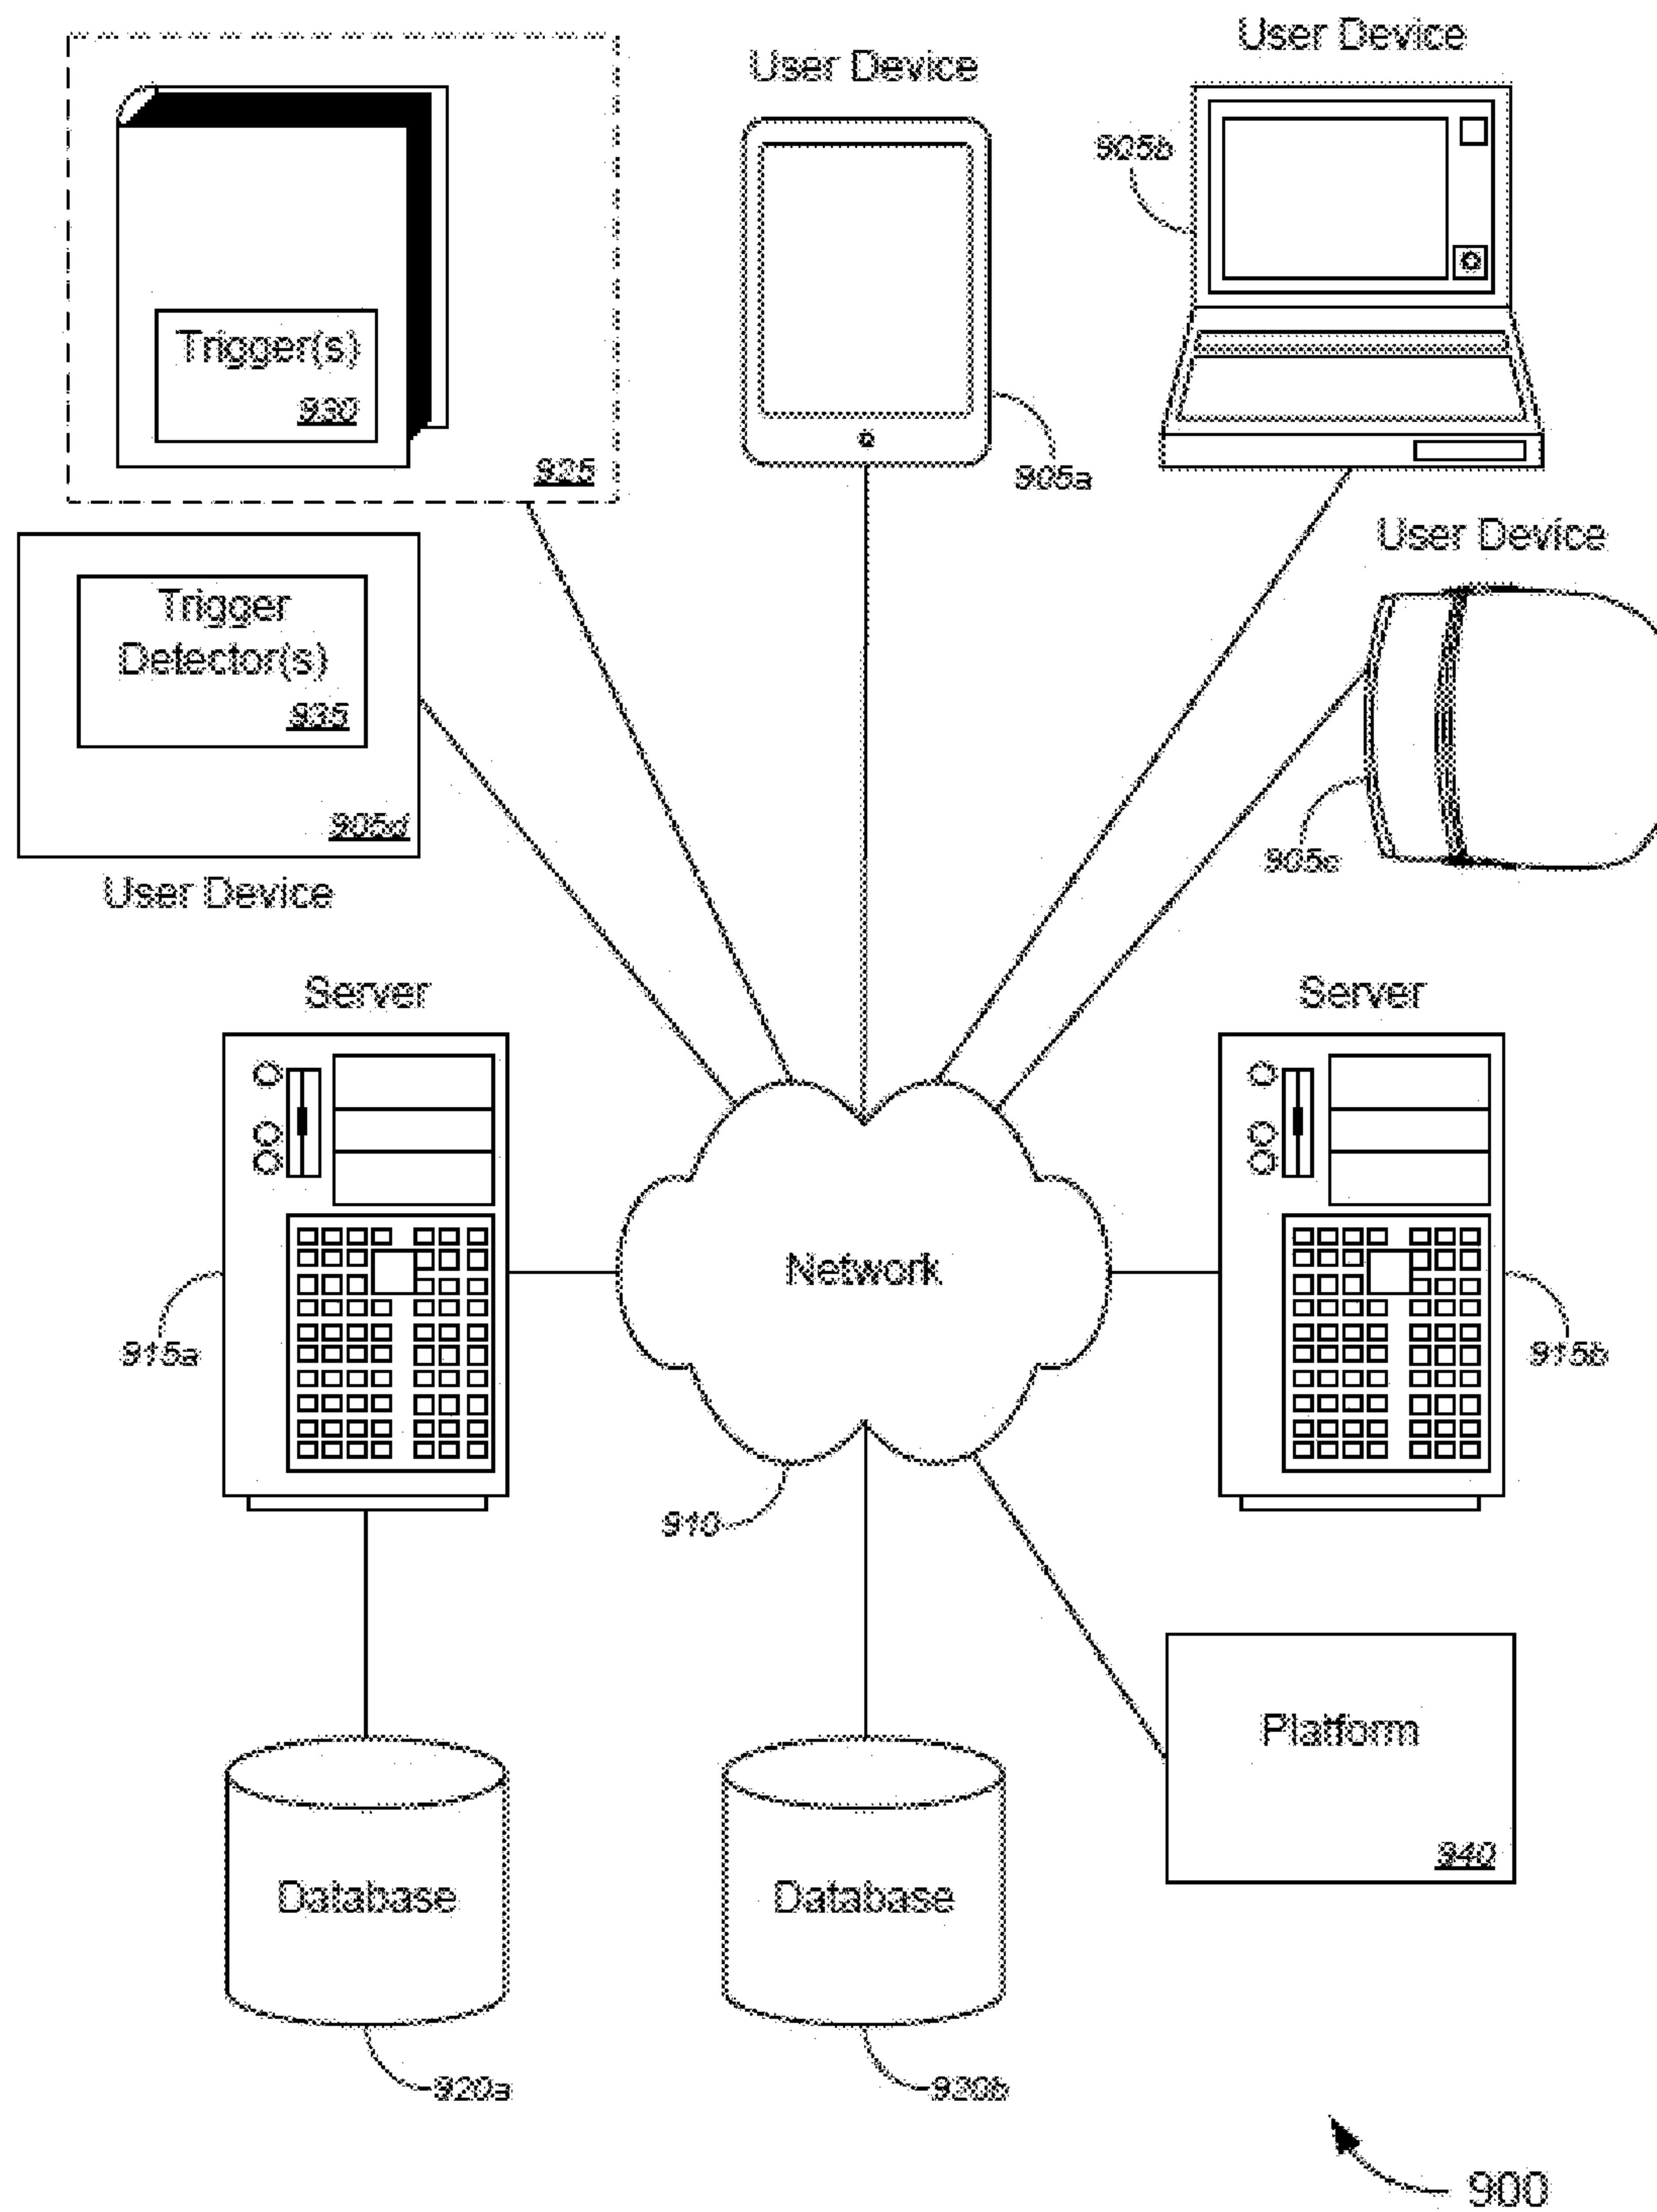 User Device
User Device
905b
Trigger(s)
930
925
905a
User Device
Trigger
Detector(s)
935
905d
User Device
905c
Server
Server
Network
915a
915b
910
Platform
940
Database
Database
920a
920b
900